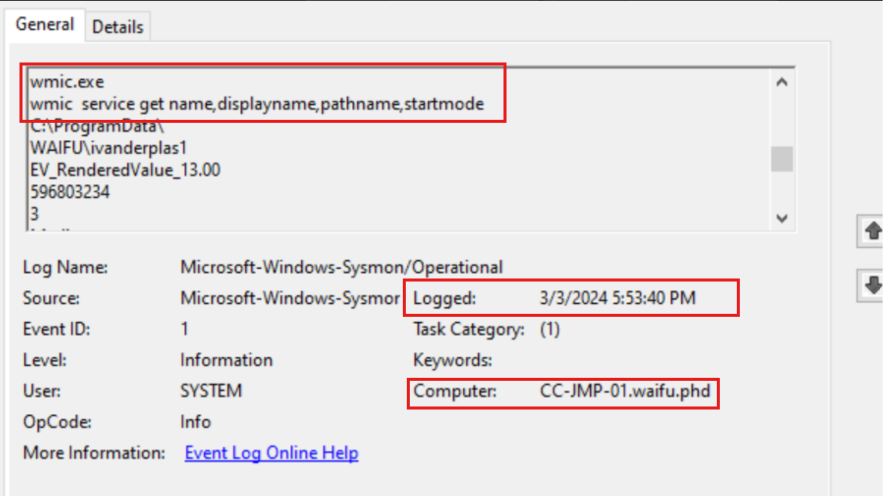 General Details
wmic.exe
wmic  service get name,displayname,pathname,startmode
C:\ProgramData\
WAIFU\ivanderplas1
EV_RenderedValue_13.00
596803234
3
Log Name: Microsoft-Windows-Sysmon/Operational
Source: Microsoft-Windows-Sysmor Logged: 3/3/2024 5:53:40 PM
Event ID: 1 Task Category: (1)
Level: Information Keywords:
User: SYSTEM Computer: CC-JMP-01.waifu.phd
OpCode: Info
More Information: Event Log Online Help